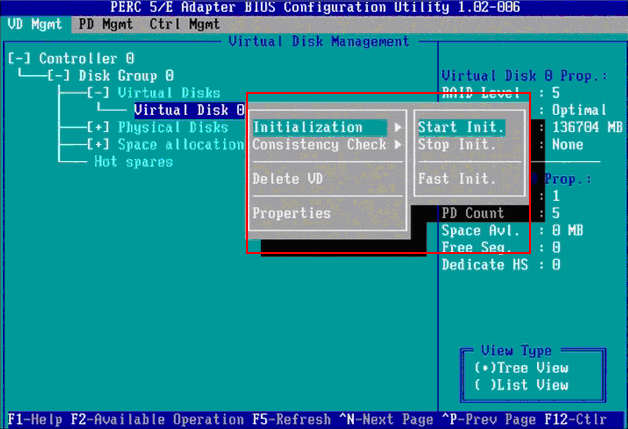 PERC 5/E Adapter BIOS Configuration Utility 1.02-006
VD Mgmt PD Mgmt Ctrl Mgmt
Virtual Disk Management
[-] Controller 0
[-] Disk Group 0
[-] Virtual Disks
Virtual Disk 0
[+] Physical Disks
[+] Space allocation
Hot spares
Initialization
Consistency Check
Delete VD
Properties
Start Init.
Stop Init.
Fast Init.
Virtual Disk 0 Prop.:
RAID Level : 5
: Optimal
: 136704 MB
: None
0 Prop.:
: 1
PD Count : 5
Space Avl. : 0 MB
Free Seg. : 0
Dedicate HS : 0
View Type
(•)Tree View
( )List View
F1-Help F2-Available Operation F5-Refresh ^N-Next Page ^P-Prev Page F12-Ctlr